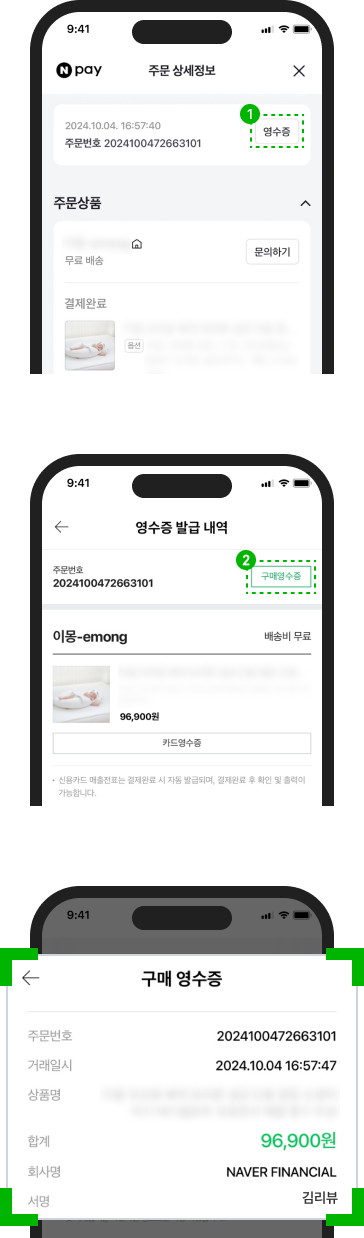 9:41
N pay
주문 상세정보
1
2024.10.04. 16:57:40
영수증
주문번호 2024100472663101
주문상품
문의하기
무료 배송
결제완료
옵션
9:41
영수증 발급 내역
주문번호
2
2024100472663101
구매영수증
이몽-emong
배송비 무료
96,900원
카드영수증
· 신용카드 매출전표는 결제완료 시 자동 발급되며, 결제완료 후 확인 및 출력이
가능합니다.
9:41
구매 영수증
주문번호 2024100472663101
거래일시 2024.10.04 16:57:47
상품명
합계 96,900원
회사명 NAVER FINANCIAL
서명 김리뷰